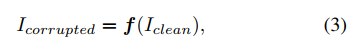 I_{corrupted} = f(I_{clean}), (3)